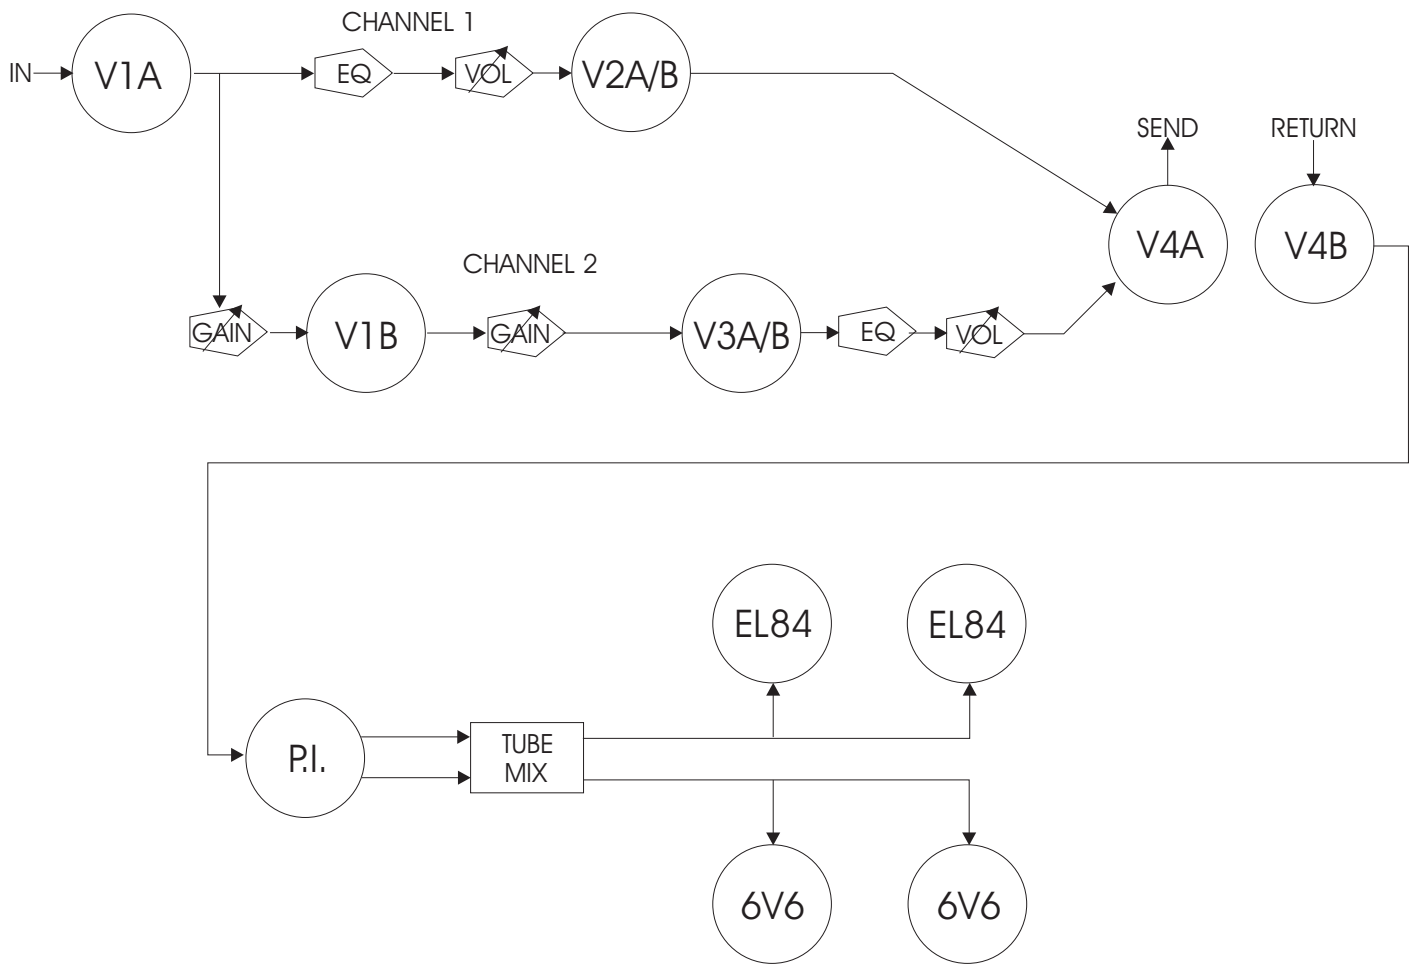 CHANNEL 1
IN
V1A
EQ
VOL
V2A/B
SEND
RETURN
V4A
V4B
CHANNEL 2
GAIN
V1B
GAIN
V3A/B
EQ
VOL
EL84
EL84
P.I.
TUBE
MIX
6V6
6V6